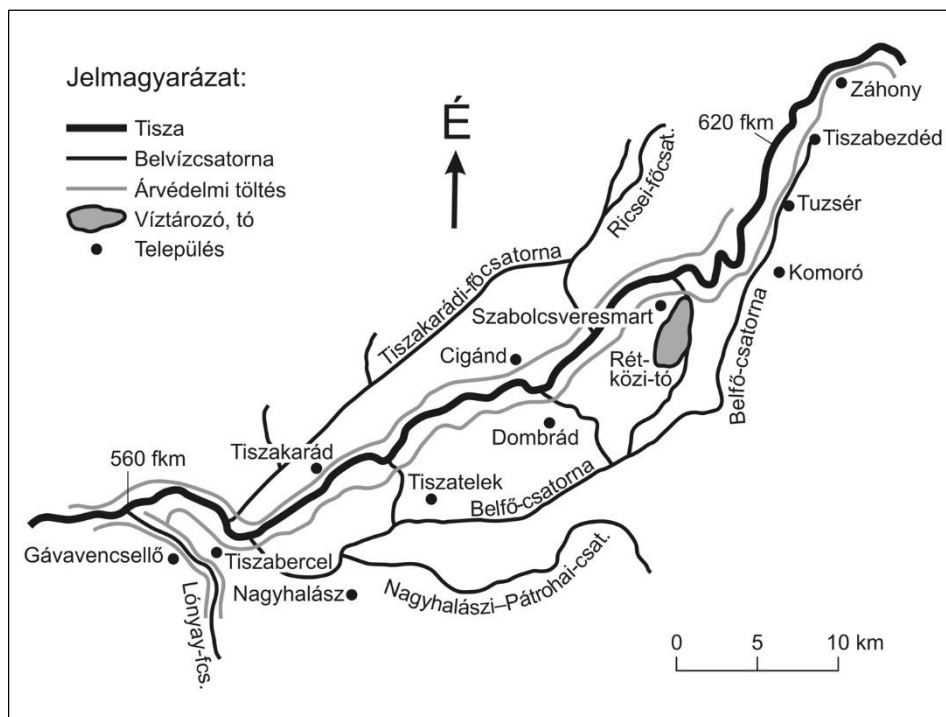 Jelmagyarázat:
Tisza
Belvízcsatorna
Árvédelmi töltés
Víztározó, tó
Település
É
Záhony
620 fkm
Tiszabezdéd
Ricsei-főcsat.
Tuzsér
Komoró
Tiszakarádi-főcsatorna
Szabolcsveresmart
Cigánd
Rét-
közi-tó
Belfő-csatorna
Dombrád
Tiszakarád
560 fkm
Tiszatelek
Belfő-csatorna
Gávavencsellő
Tiszabercel
Nagyhalász
Nagyhalászi–Pátrohai-csat.
Lónyay-fcs.
0 5 10 km